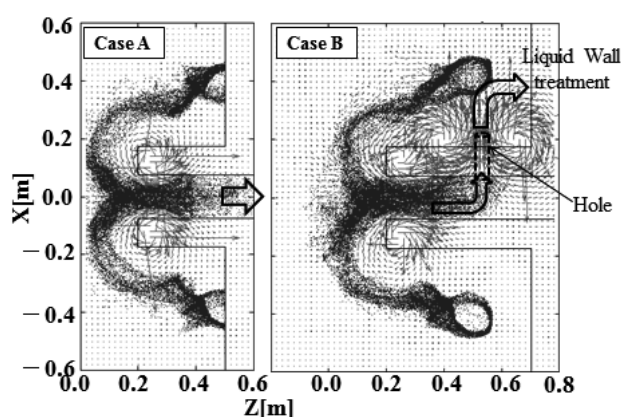 Case A
Case B
Liquid Wall
treatment
Hole
X[m]
0.6
0.4
0.2
0.0
−0.2
−0.4
−0.6
0.0 0.2 0.4 0.6
0.0 0.2 0.4 0.6 0.8
Z[m]